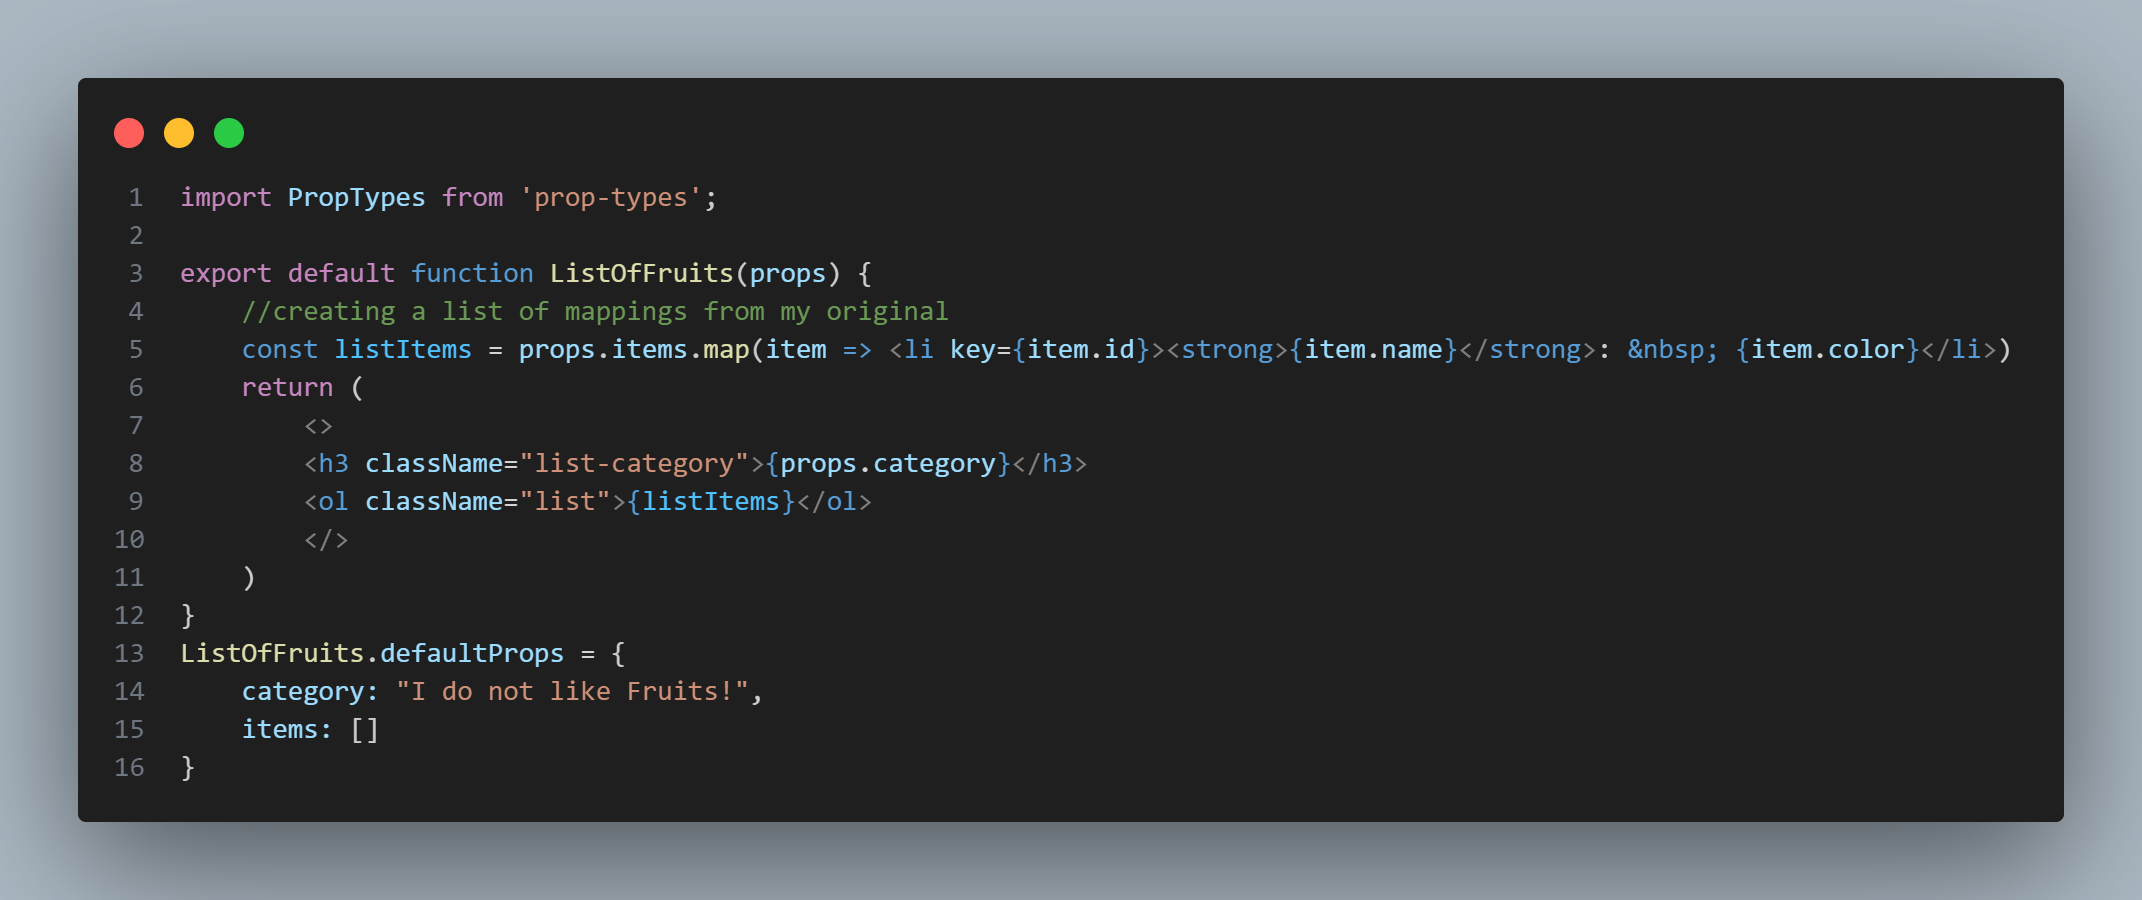 1 import PropTypes from 'prop-types';
2
3 export default function ListOfFruits(props) {
4     //creating a list of mappings from my original
5     const listItems = props.items.map(item => <li key={item.id}><strong>{item.name}</strong>: &nbsp; {item.color}</li>)
6     return (
7         <>
8         <h3 className="list-category">{props.category}</h3>
9         <ol className="list">{listItems}</ol>
10         </>
11     )
12 }
13 ListOfFruits.defaultProps = {
14     category: "I do not like Fruits!",
15     items: []
16 }